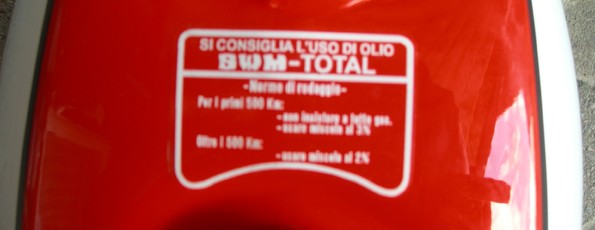 SI CONSIGLIA L'USO DI OLIO
SWM-TOTAL
-Norme di rodaggio-
Per i primi 500 Km:
-non insistere a tutto gas.
-usare miscela al 3%
Oltre i 500 Km:
-usare miscela al 2%